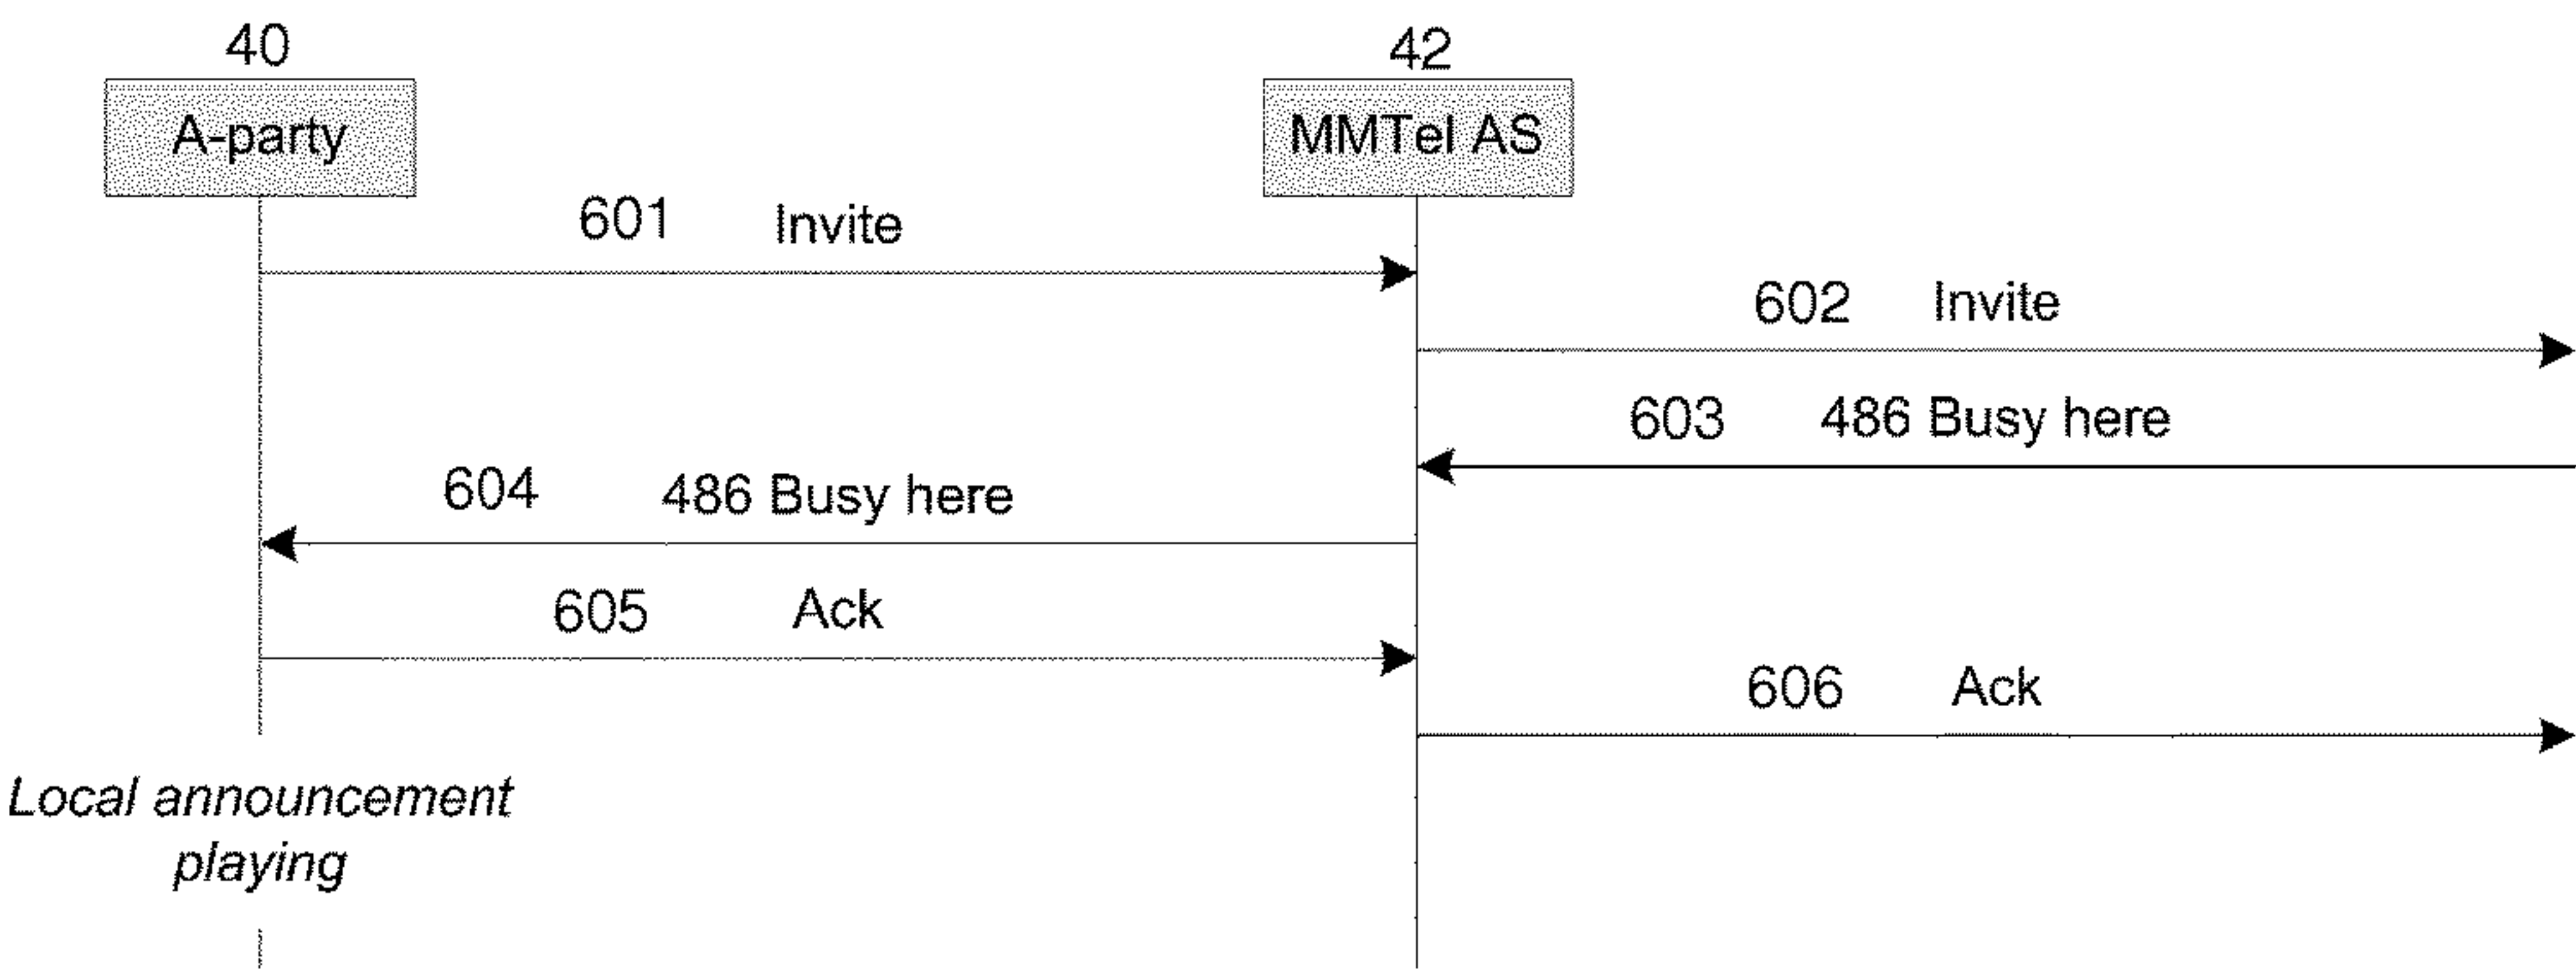 40
A-party
42
MMTel AS
601 Invite
602 Invite
603 486 Busy here
604 486 Busy here
605 Ack
606 Ack
Local announcement
playing